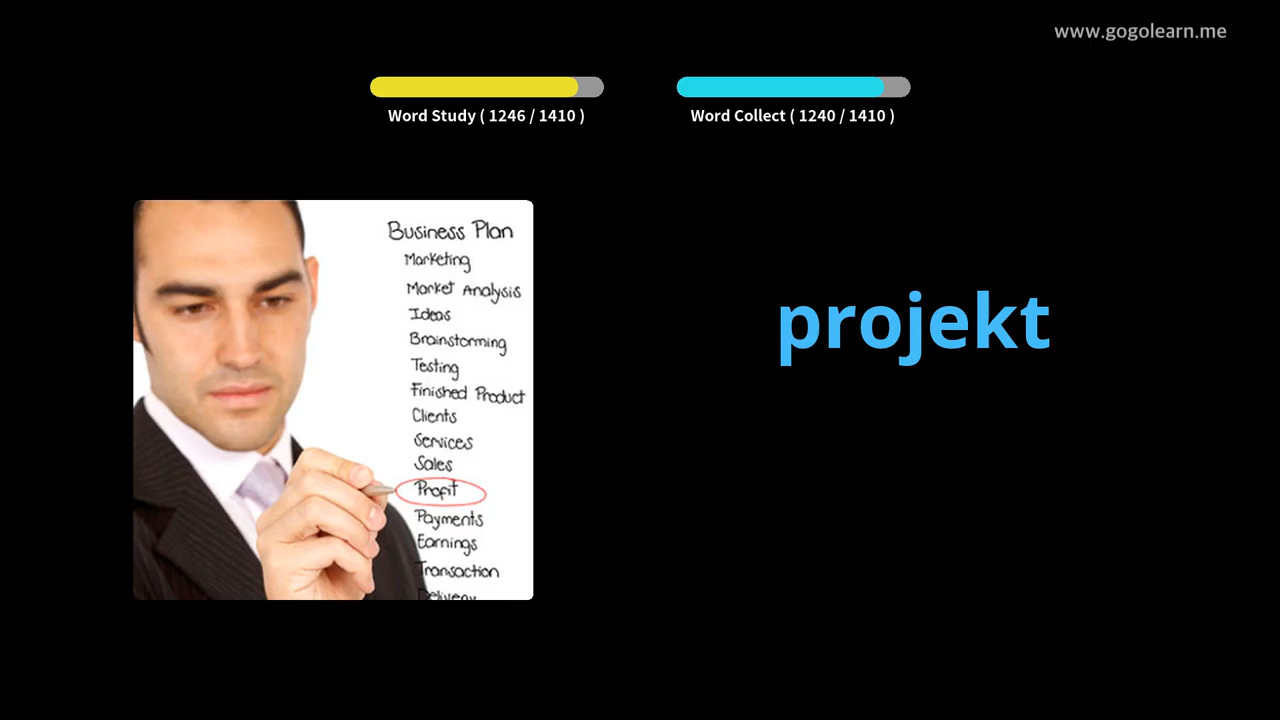 www.gogolearn.me
Word Study ( 1246 / 1410 )
Word Collect ( 1240 / 1410 )
Business Plan
Marketing
Market Analysis
Ideas
Brainstorming
Testing
Finished Product
Clients
Services
Sales
Profit
Payments
Earnings
Transaction
Delivery
projekt